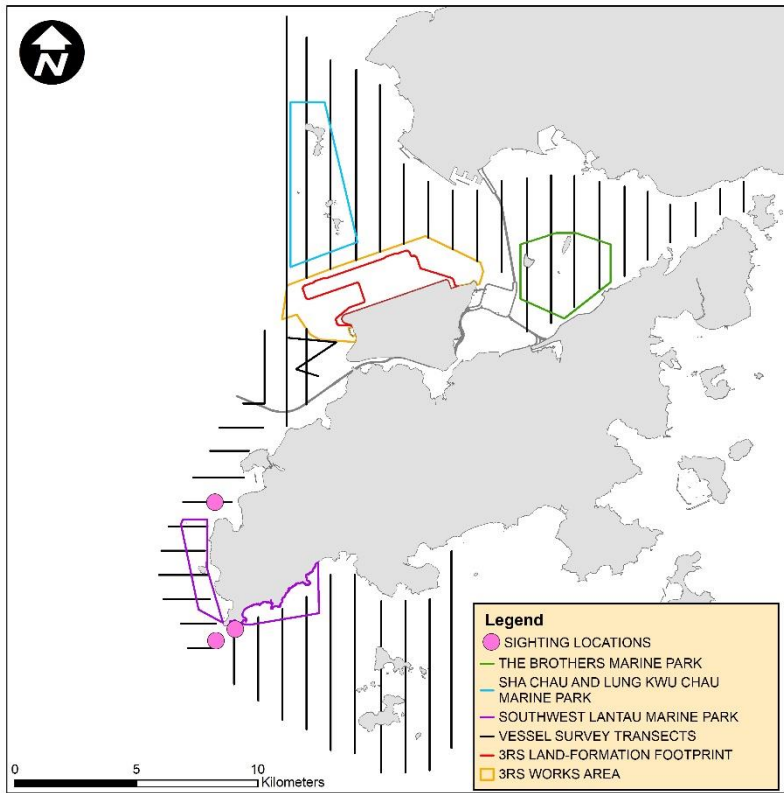 N
Legend
SIGHTING LOCATIONS
THE BROTHERS MARINE PARK
SHA CHAU AND LUNG KWU CHAU
MARINE PARK
SOUTHWEST LANTAU MARINE PARK
VESSEL SURVEY TRANSECTS
3RS LAND-FORMATION FOOTPRINT
3RS WORKS AREA
0 5 10
Kilometers